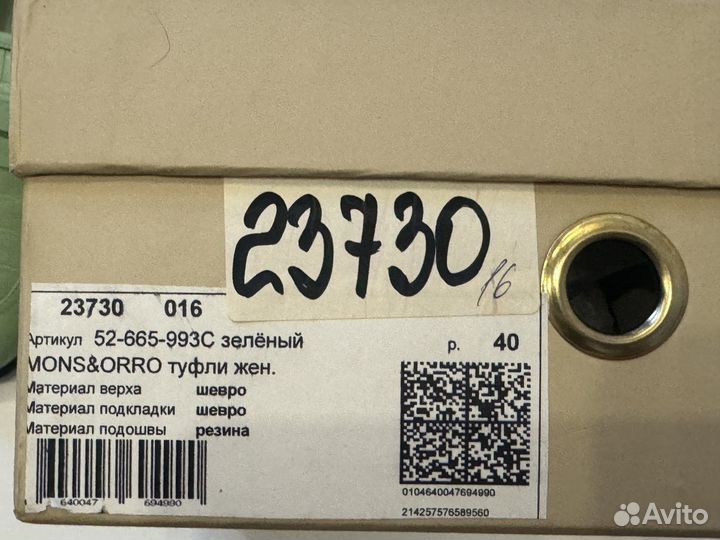 23730
16
23730 016
Артикул 52-665-993С зелёный
р. 40
MONS&ORRO туфли жен.
Материал верха шевро
Материал подкладки шевро
Материал подошвы резина
640047 694990
0104640047694990
214257576589560
Avito